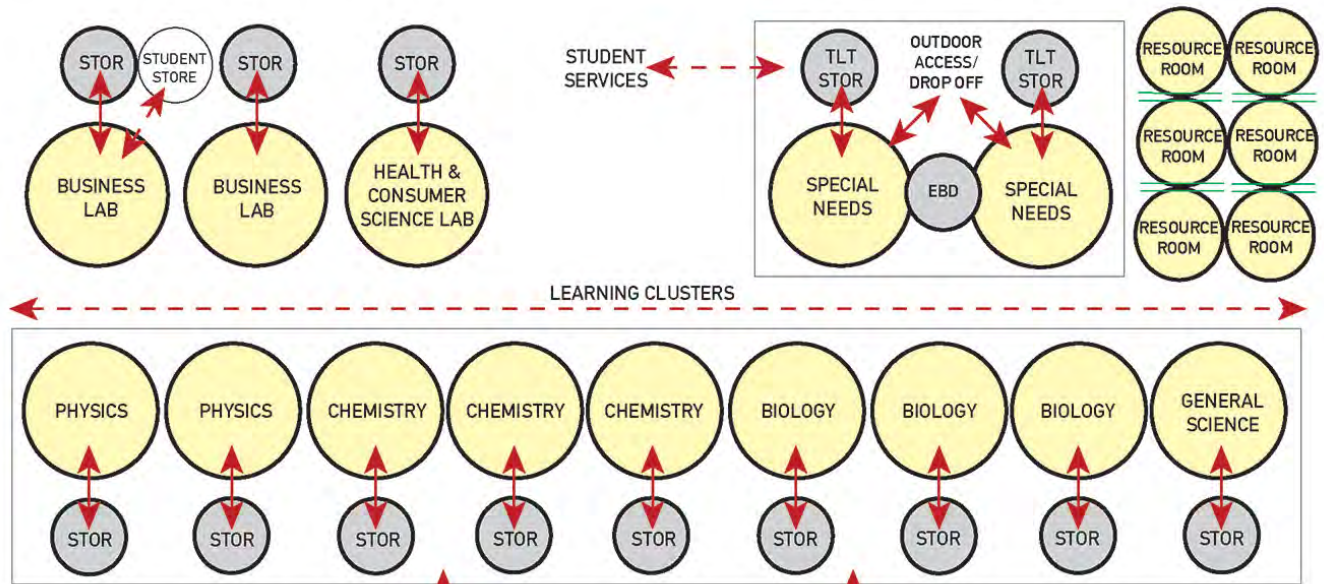 STOR
STUDENT
STORE
STOR
STOR
BUSINESS
LAB
BUSINESS
LAB
HEALTH &
CONSUMER
SCIENCE LAB
STUDENT
SERVICES
TLT
STOR
OUTDOOR
ACCESS/
DROP OFF
TLT
STOR
SPECIAL
NEEDS
EBD
SPECIAL
NEEDS
RESOURCE
ROOM
RESOURCE
ROOM
RESOURCE
ROOM
RESOURCE
ROOM
RESOURCE
ROOM
RESOURCE
ROOM
LEARNING CLUSTERS
PHYSICS
PHYSICS
CHEMISTRY
CHEMISTRY
CHEMISTRY
BIOLOGY
BIOLOGY
BIOLOGY
GENERAL
SCIENCE
STOR
STOR
STOR
STOR
STOR
STOR
STOR
STOR
STOR